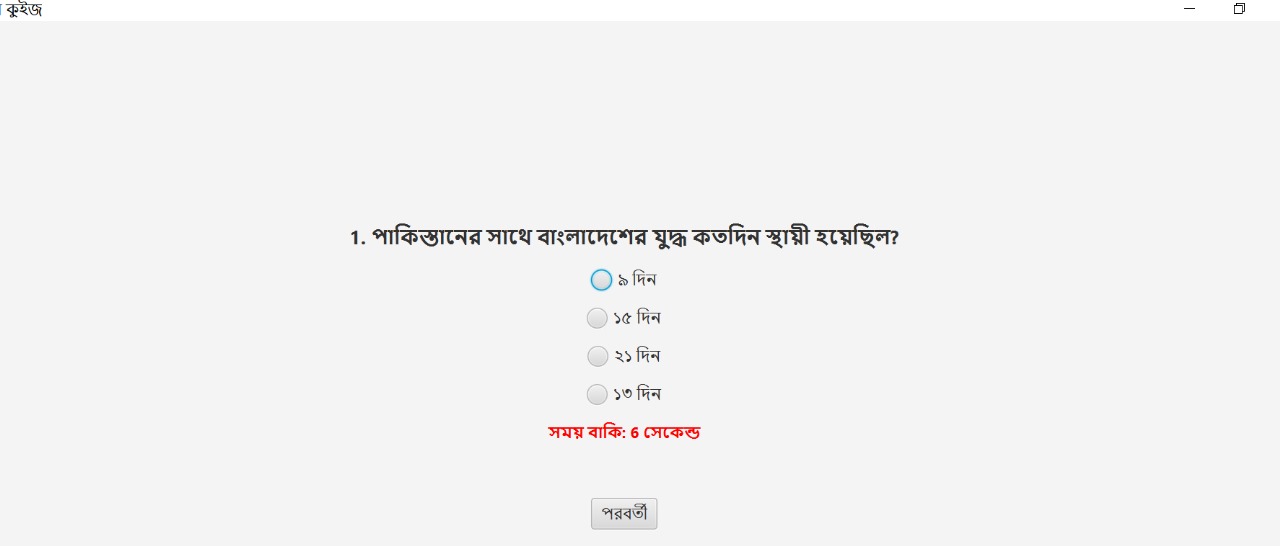 কুইজ
1. পাকিস্তানের সাথে বাংলাদেশের যুদ্ধ কতদিন স্থায়ী হয়েছিল?
৯ দিন
১৫ দিন
২১ দিন
১৩ দিন
সময় বাকি: 6 সেকেন্ড
পরবর্তী